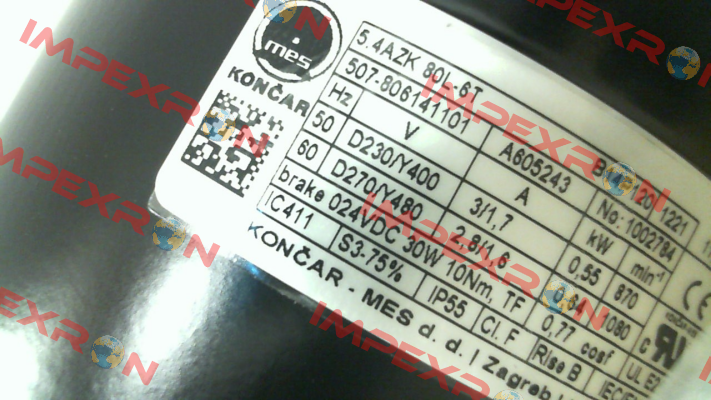 mes
KONČAR
5.4AZK 80L-6T
507-806141101 A605243 1221
Hz V A No: 1002784 kW min-1
50 D230/Y400 3/1,7 0,55 870
60 D270/Y480 2,8/1,6 1080
brake 024VDC 30W 10Nm, TF 0,77 cosf
IC411 S3-75% IP55 Cl. F Rise B
KONČAR - MES d. d. | Zagreb
IMPEXRON